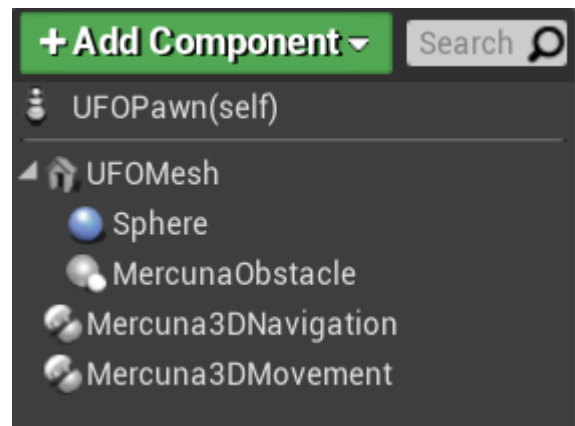 +Add Component Search
UFOPawn(self)
UFOMesh
Sphere
MercunaObstacle
Mercuna3DNavigation
Mercuna3DMovement